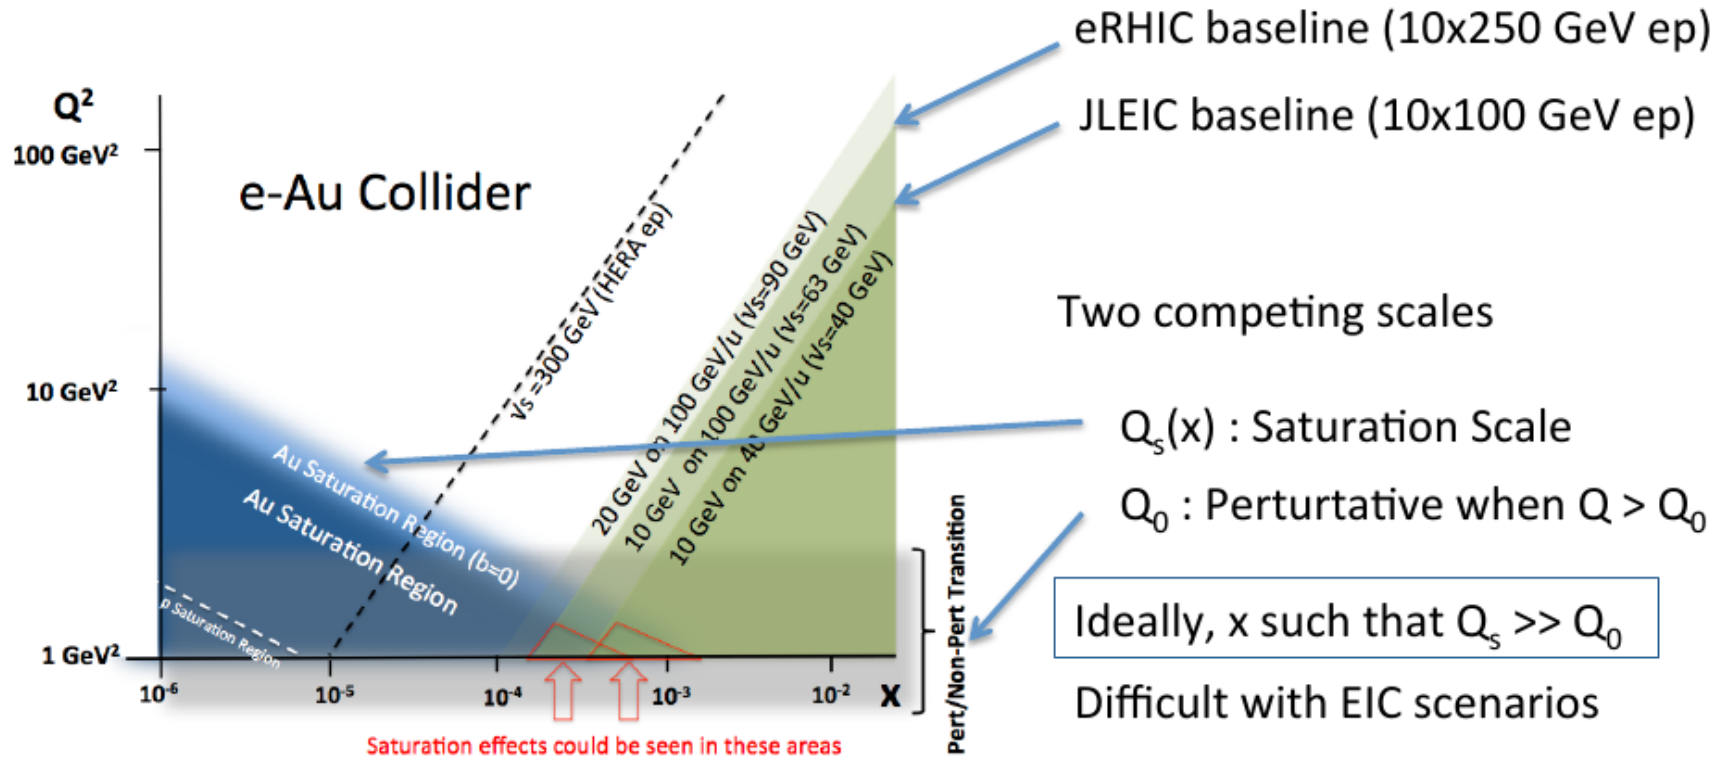 eRHIC baseline (10x250 GeV ep)
JLEIC baseline (10x100 GeV ep)
Q²
100 GeV²
10 GeV²
1 GeV²
e-Au Collider
√s =300 GeV (HERA ep)
20 GeV on 100 GeV/u (√s=90 GeV)
10 GeV on 100 GeV/u (√s=63 GeV)
10 GeV on 40 GeV/u (√s=40 GeV)
Au Saturation Region (b=0)
Au Saturation Region
p Saturation Region
10⁻⁶
10⁻⁵
10⁻⁴
10⁻³
10⁻²
X
Saturation effects could be seen in these areas
Pert/Non-Pert Transition
Two competing scales
Qₛ(x) : Saturation Scale
Q₀ : Perturtative when Q > Q₀
Ideally, x such that Qₛ >> Q₀
Difficult with EIC scenarios